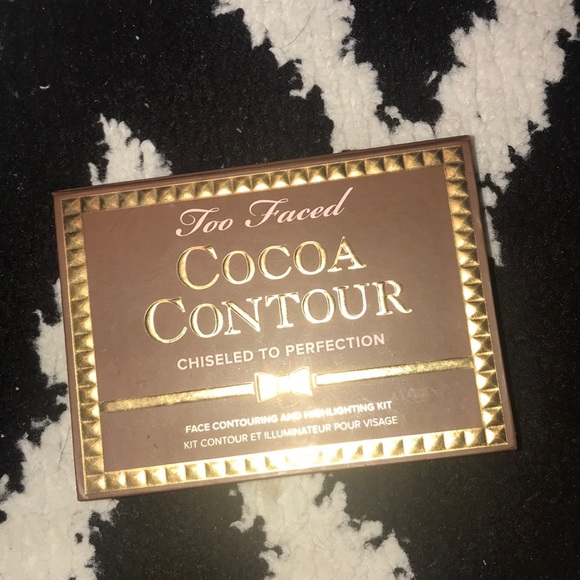 Too Faced
COCOA
CONTOUR
CHISELED TO PERFECTION
FACE CONTOURING AND HIGHLIGHTING KIT
KIT CONTOUR ET ILLUMINATEUR POUR VISAGE